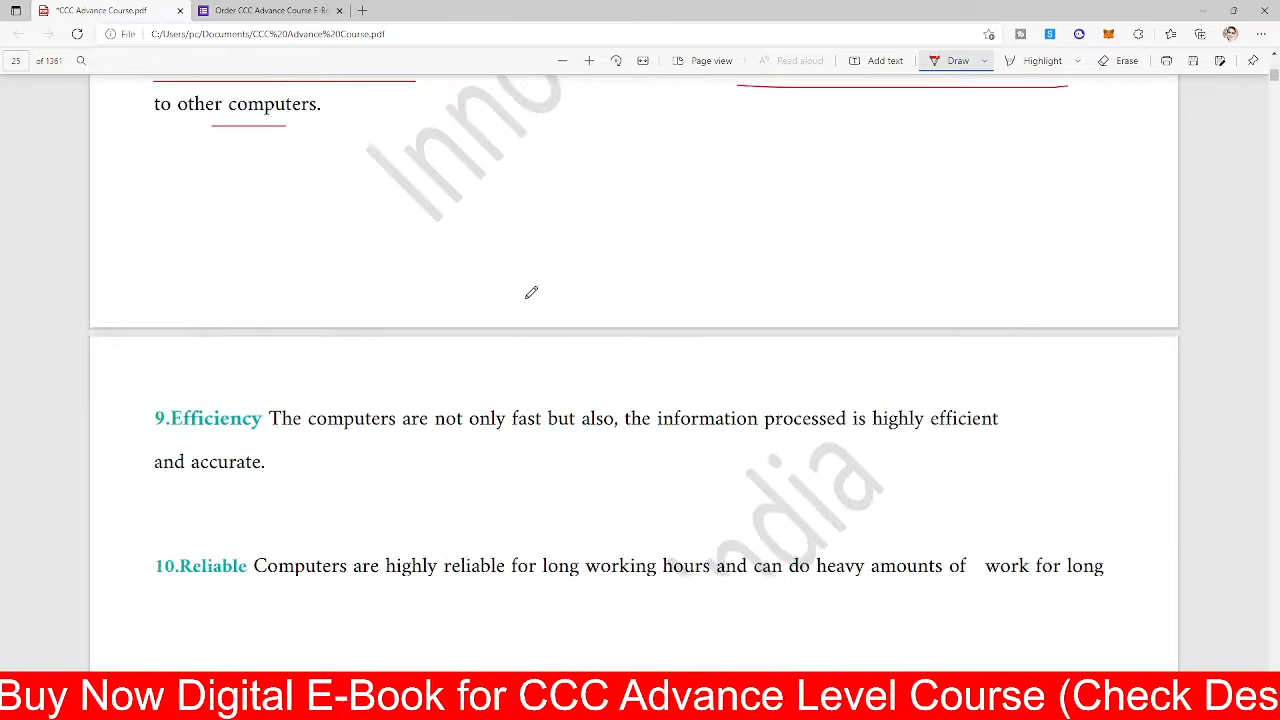 *CCC Advance Course.pdf
Order CCC Advance Course E-Bo
File
C:/Users/pc/Documents/CCC%20Advance%20Course.pdf
25 of 1361
Page view
Read aloud
Add text
Draw
Highlight
Erase
to other computers.
Inno
9.Efficiency The computers are not only fast but also, the information processed is highly efficient
and accurate.
India
10.Reliable Computers are highly reliable for long working hours and can do heavy amounts of work for long
Buy Now Digital E-Book for CCC Advance Level Course (Check Des